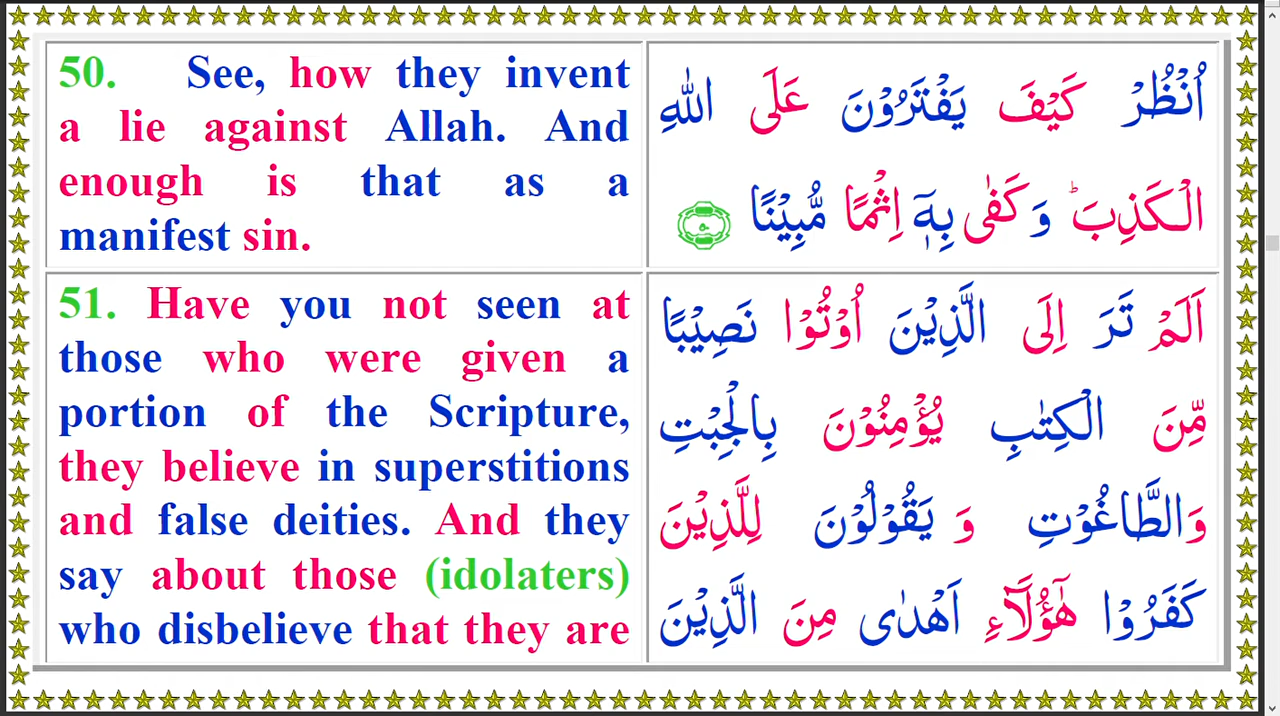 50. See, how they invent
a lie against Allah. And
enough is that as a
manifest sin.
اُنْظُرْ كَيْفَ يَفْتَرُوْنَ عَلَى اللّٰهِ
الْكَذِبَ ؕ وَ كَفٰى بِهٖۤ اِثْمًا مُّبِيْنًا
51. Have you not seen at
those who were given a
portion of the Scripture,
they believe in superstitions
and false deities. And they
say about those (idolaters)
who disbelieve that they are
اَلَمْ تَرَ اِلَى الَّذِيْنَ اُوْتُوْا نَصِيْبًا
مِّنَ الْكِتٰبِ يُؤْمِنُوْنَ بِالْجِبْتِ
وَالطَّاغُوْتِ وَ يَقُوْلُوْنَ لِلَّذِيْنَ
كَفَرُوْا هٰۤؤُلَآءِ اَهْدٰى مِنَ الَّذِيْنَ